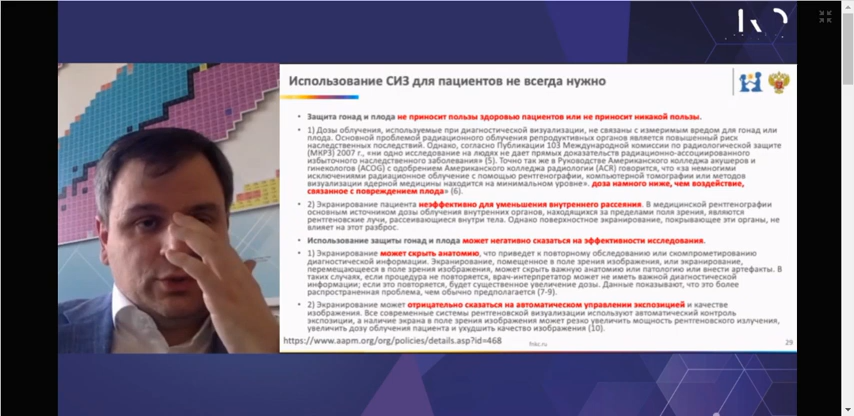 Использование СИЗ для пациентов не всегда нужно
• Защита гонад и плода не приносит пользы здоровью пациентов или не приносит никакой пользы.
• 1) Дозы облучения, используемые при диагностической визуализации, не связаны с измеримым вредом для гонад или
плода. Основной проблемой радиационного облучения репродуктивных органов является повышенный риск
наследственных последствий. Однако, согласно Публикации 103 Международной комиссии по радиологической защите
(МКРЗ) 2007 г., «ни одно исследование на людях не дает прямых доказательств радиационно-ассоциированного
избыточного наследственного заболевания» (5). Точно так же в Руководстве Американского колледжа акушеров и
гинекологов (ACOG) с одобрением Американского колледжа радиологии (ACR) говорится, что «за немногими
исключениями радиационное облучение с помощью рентгенографии, компьютерной томографии или методов
визуализации ядерной медицины находится на минимальном уровне». доза намного ниже, чем воздействие,
связанное с повреждением плода» (6).
• 2) Экранирование пациента неэффективно для уменьшения внутреннего рассеяния. В медицинской рентгенографии
основным источником дозы облучения внутренних органов, находящихся за пределами поля зрения, являются
рентгеновские лучи, рассеивающиеся внутри тела. Однако поверхностное экранирование, покрывающее эти органы, не
влияет на этот разброс.
• Использование защиты гонад и плода может негативно сказаться на эффективности исследования.
• 1) Экранирование может скрыть анатомию, что приведет к повторному обследованию или скомпрометированию
диагностической информации. Экранирование, помещенное в поле зрения изображения, или экранирование,
перемещающееся в поле зрения изображения, может скрыть важную анатомию или патологию или внести артефакты. В
таких случаях, если процедура не повторяется, врач-интерпретатор может не иметь важной диагностической
информации; если это повторяется, будет существенное увеличение дозы. Данные показывают, что это более
распространенная проблема, чем обычно предполагается (7-9).
• 2) Экранирование может отрицательно сказаться на автоматическом управлении экспозицией и качестве
изображения. Все современные системы рентгеновской визуализации используют автоматический контроль
экспозиции, а наличие экрана в поле зрения изображения может резко увеличить мощность рентгеновского излучения,
увеличить дозу облучения пациента и ухудшить качество изображения (10).
https://www.aapm.org/org/policies/details.asp?id=468
fnkc.ru
29